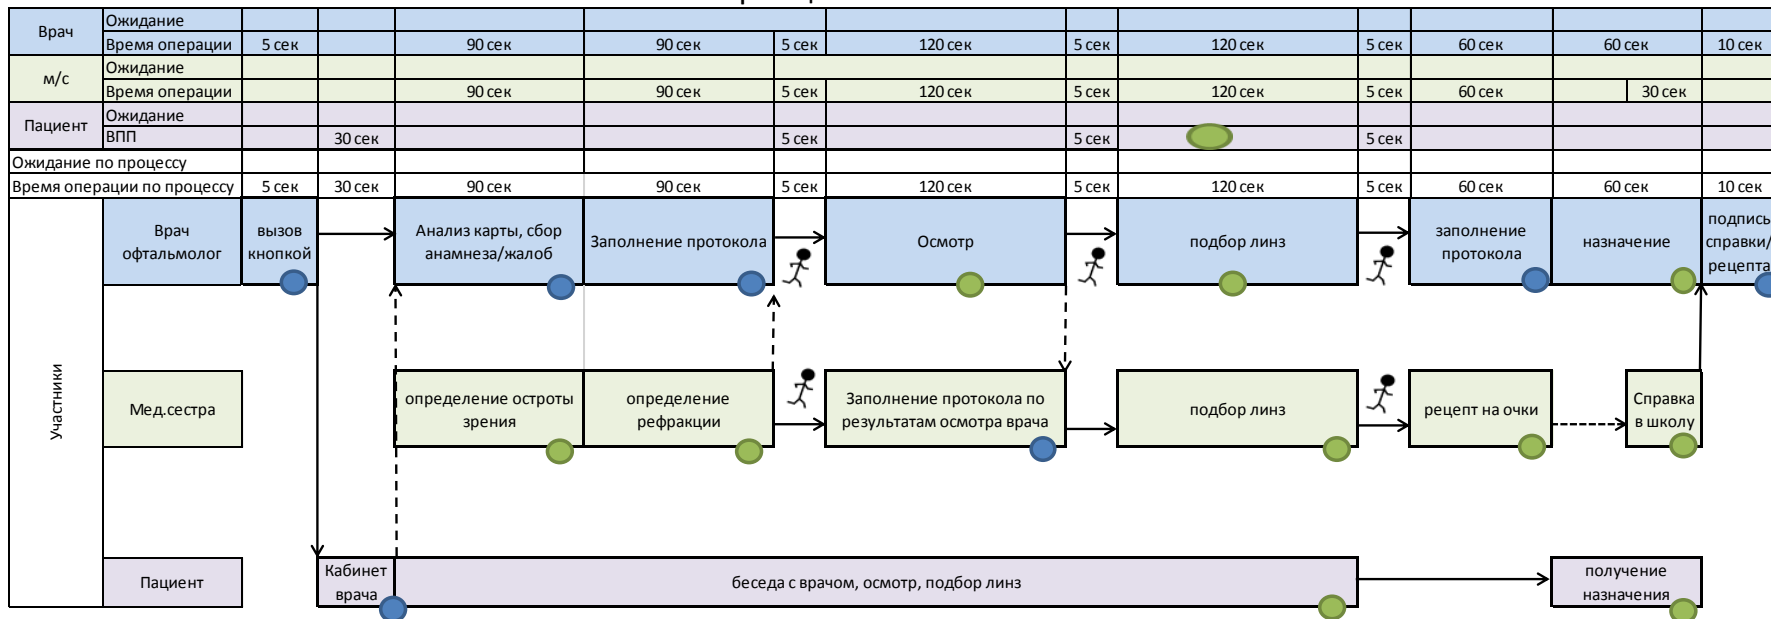 Врач
Ожидание
Время операции 5 сек 90 сек 90 сек 5 сек 120 сек 5 сек 120 сек 5 сек 60 сек 60 сек 10 сек
м/с
Ожидание
Время операции 90 сек 90 сек 5 сек 120 сек 5 сек 120 сек 5 сек 60 сек 30 сек
Пациент
Ожидание
ВПП 30 сек 5 сек 5 сек 5 сек
Ожидание по процессу
Время операции по процессу 5 сек 30 сек 90 сек 90 сек 5 сек 120 сек 5 сек 120 сек 5 сек 60 сек 60 сек 10 сек
Участники
Врач
офтальмолог
вызов
кнопкой
Анализ карты, сбор
анамнеза/жалоб
Заполнение протокола
Осмотр
подбор линз
заполнение
протокола
назначение
подпись
справки/
рецепта
Мед.сестра
определение остроты
зрения
определение
рефракции
Заполнение протокола по
результатам осмотра врача
подбор линз
рецепт на очки
Справка
в школу
Пациент
Кабинет
врача
беседа с врачом, осмотр, подбор линз
получение
назначения